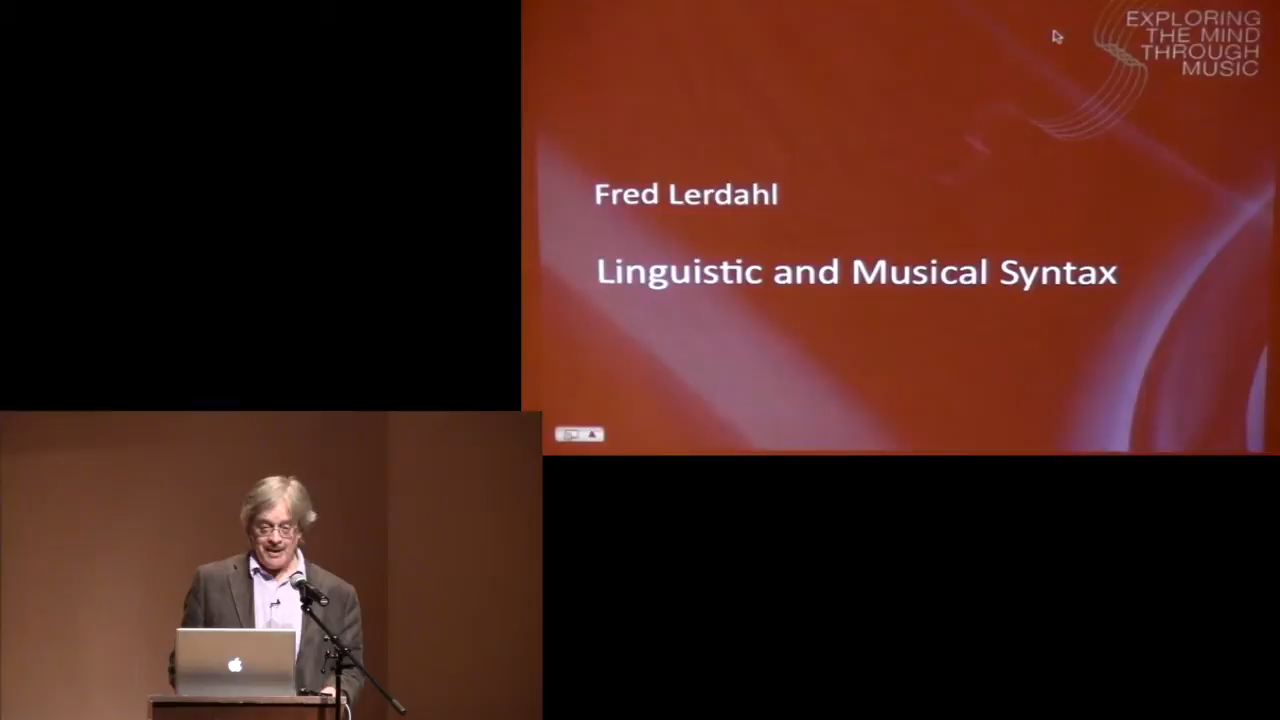 EXPLORING
THE MIND
THROUGH
MUSIC
Fred Lerdahl
Linguistic and Musical Syntax